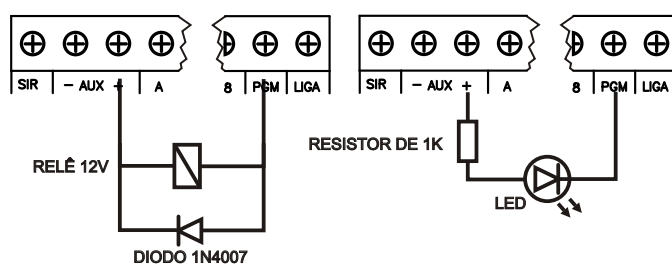 SIR - AUX + A 8 PGM LIGA
RELÊ 12V
DIODO 1N4007
SIR - AUX + A 8 PGM LIGA
RESISTOR DE 1K
LED